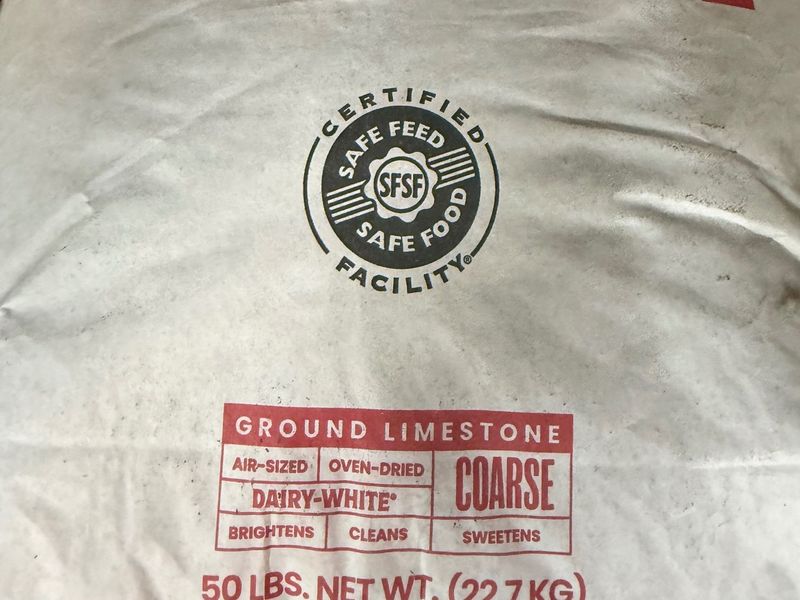 CERTIFIED
SAFE FEED
SFSF
SAFE FOOD
FACILITY®
GROUND LIMESTONE
AIR-SIZED OVEN-DRIED COARSE
DAIRY-WHITE®
BRIGHTENS CLEANS SWEETENS
50 LBS. NET WT. (22.7 KG)